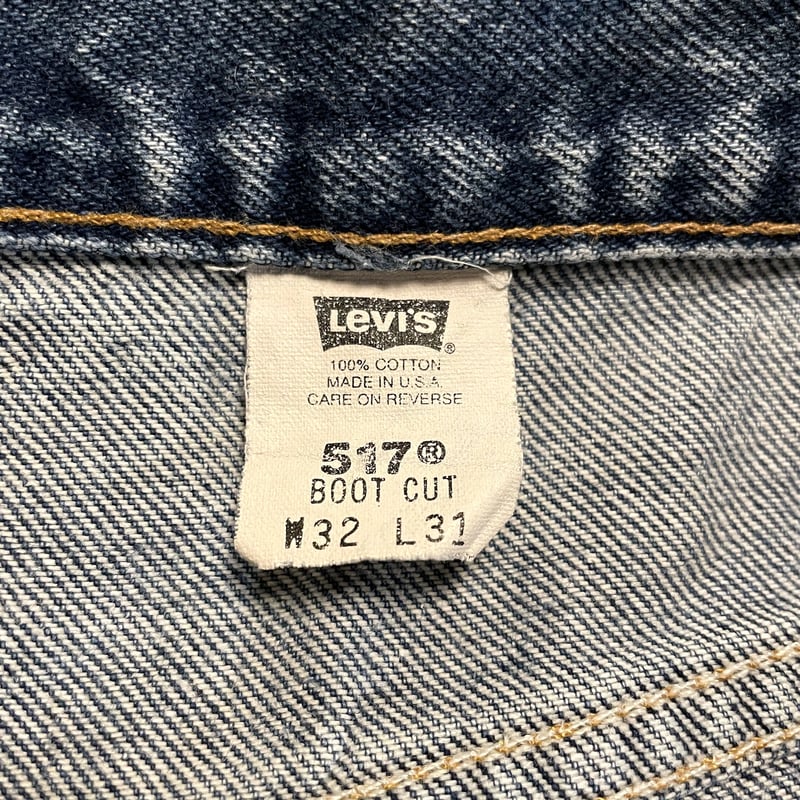 Levi's®
100% COTTON
MADE IN U.S.A.
CARE ON REVERSE
517®
BOOT CUT
W32 L31